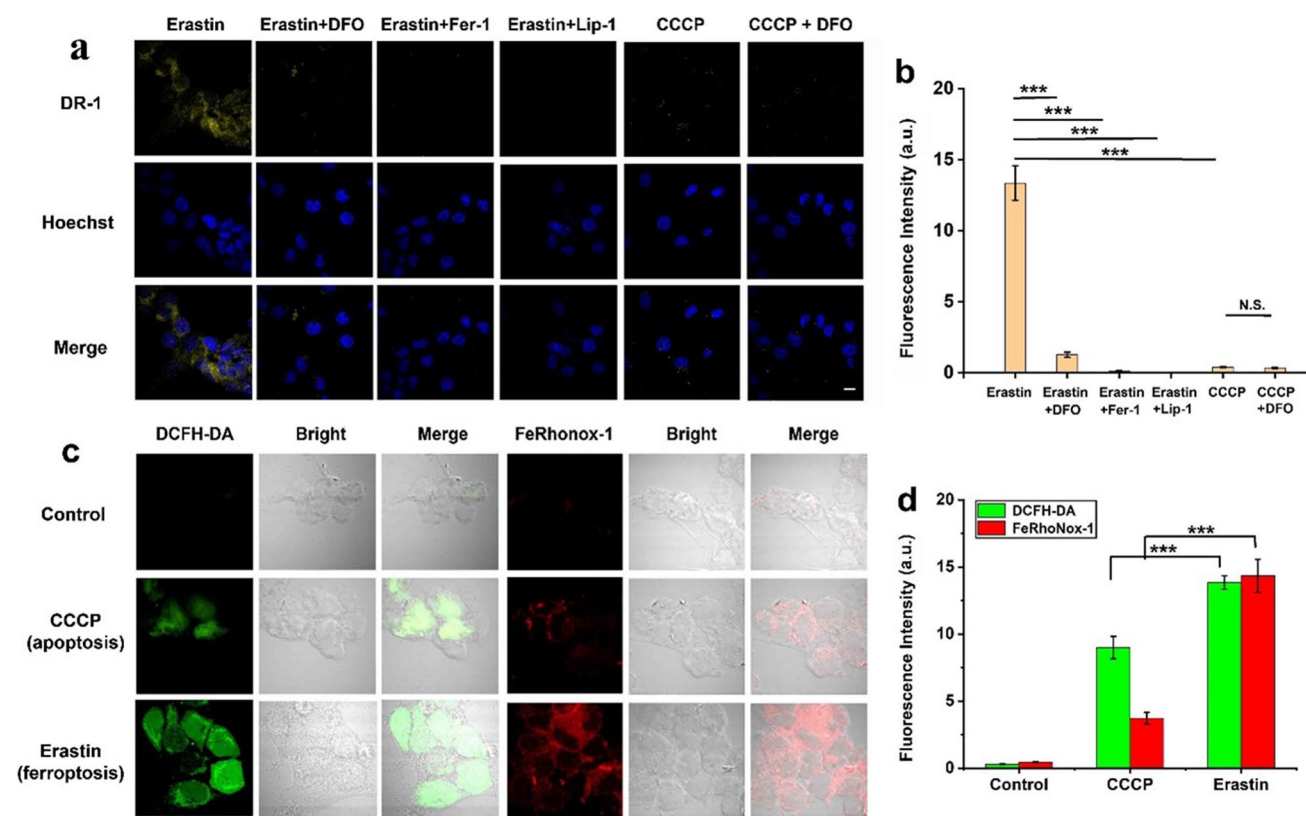 a
Erastin Erastin+DFO Erastin+Fer-1 Erastin+Lip-1 CCCP CCCP + DFO
DR-1
Hoechst
Merge
b
Fluorescence Intensity (a.u.)
20
15
10
5
0
***
***
***
***
N.S.
Erastin Erastin Erastin Erastin CCCP CCCP
+DFO +Fer-1 +Lip-1 +DFO
c
DCFH-DA Bright Merge FeRhonox-1 Bright Merge
Control
CCCP
(apoptosis)
Erastin
(ferroptosis)
d
Fluorescence Intensity (a.u.)
20
15
10
5
0
DCFH-DA
FeRhoNox-1
***
***
Control CCCP Erastin